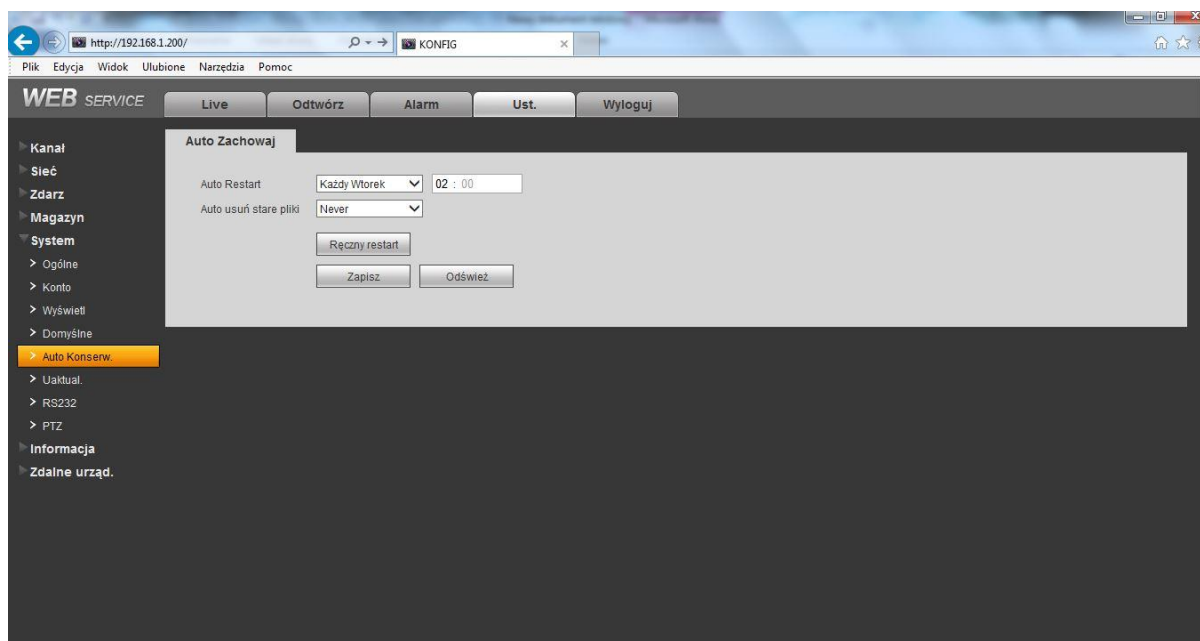 http://192.168.1.200/
KONFIG
Plik Edycja Widok Ulubione Narzędzia Pomoc
WEB SERVICE
Live Odtwórz Alarm Ust. Wyloguj
Kanał
Sieć
Zdarz
Magazyn
System
Ogólne
Konto
Wyświetl
Domyślne
Auto Konserw.
Uaktual.
RS232
PTZ
Informacja
Zdalne urząd.
Auto Zachowaj
Auto Restart Każdy Wtorek 02 : 00
Auto usuń stare pliki Never
Ręczny restart
Zapisz Odśwież